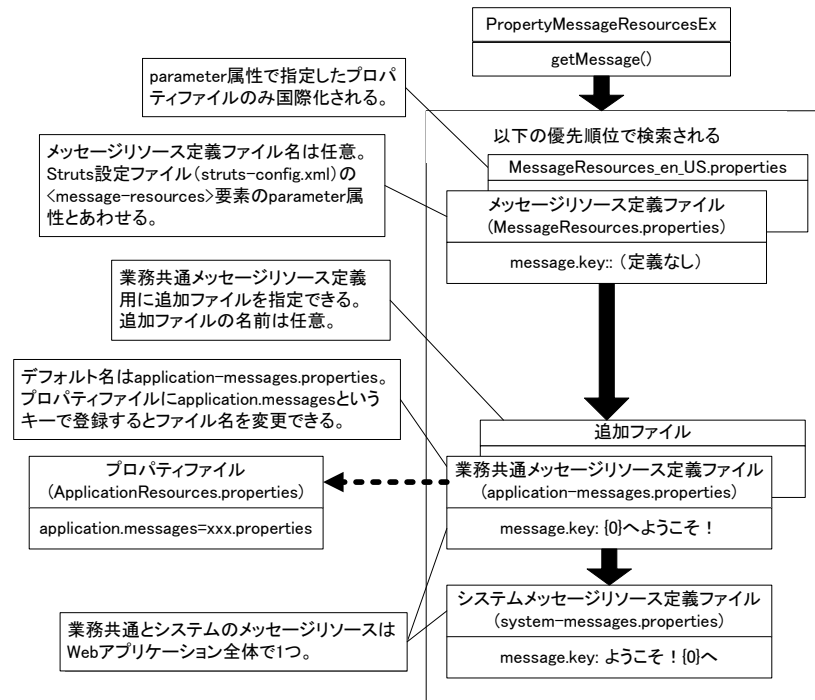 PropertyMessageResourcesEx
getMessage()
parameter属性で指定したプロパ
ティファイルのみ国際化される。
以下の優先順位で検索される
メッセージリソース定義ファイル名は任意。
Struts設定ファイル（struts-config.xml）の
<message-resources>要素のparameter属
性とあわせる。
MessageResources_en_US.properties
メッセージリソース定義ファイル
(MessageResources.properties)
message.key:: （定義なし）
業務共通メッセージリソース定義
用に追加ファイルを指定できる。
追加ファイルの名前は任意。
デフォルト名はapplication-messages.properties。
プロパティファイルにapplication.messagesという
キーで登録するとファイル名を変更できる。
追加ファイル
プロパティファイル
(ApplicationResources.properties)
application.messages=xxx.properties
業務共通メッセージリソース定義ファイル
(application-messages.properties)
message.key: {0}へようこそ！
システムメッセージリソース定義ファイル
(system-messages.properties)
message.key: ようこそ！{0}へ
業務共通とシステムのメッセージリソースは
Webアプリケーション全体で1つ。